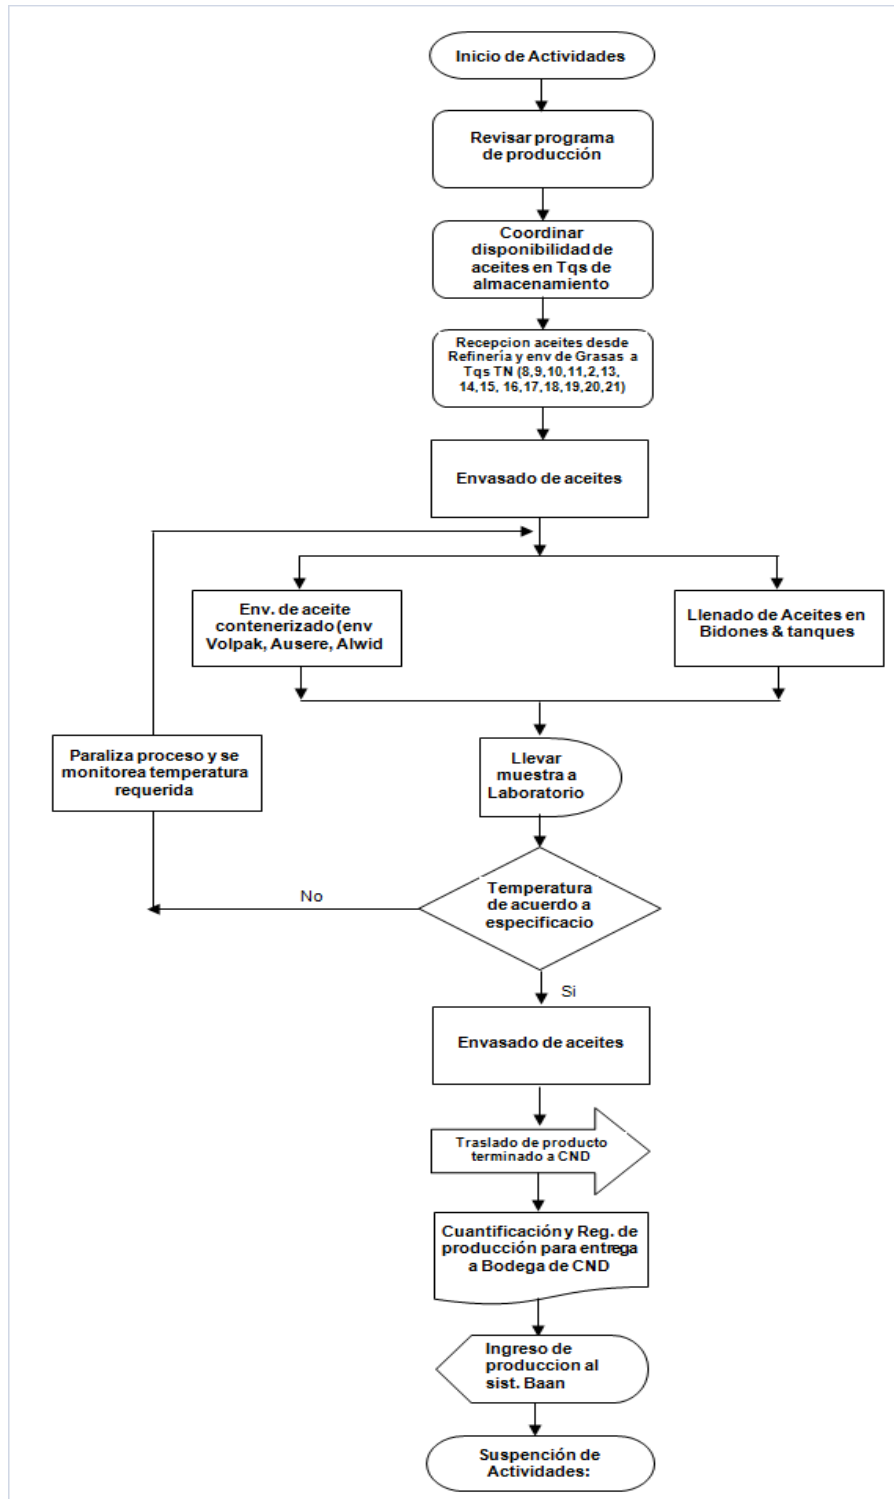 Inicio de Actividades
Revisar programa
de producción
Coordinar
disponibilidad de
aceites en Tqs de
almacenamiento
Recepcion aceites desde
Refinería y env de Grasas a
Tqs TN (8,9,10,11,2,13,
14,15, 16,17,18,19,20,21)
Envasado de aceites
Env. de aceite
contenerizado (env
Volpak, Ausere, Alwid
Llenado de Aceites en
Bidones & tanques
Paraliza proceso y se
monitorea temperatura
requerida
Llevar
muestra a
Laboratorio
No
Temperatura
de acuerdo a
especificacio
Si
Envasado de aceites
Traslado de producto
terminado a CND
Cuantificación y Reg. de
producción para entrega
a Bodega de CND
Ingreso de
produccion al
sist. Baan
Suspención de
Actividades: